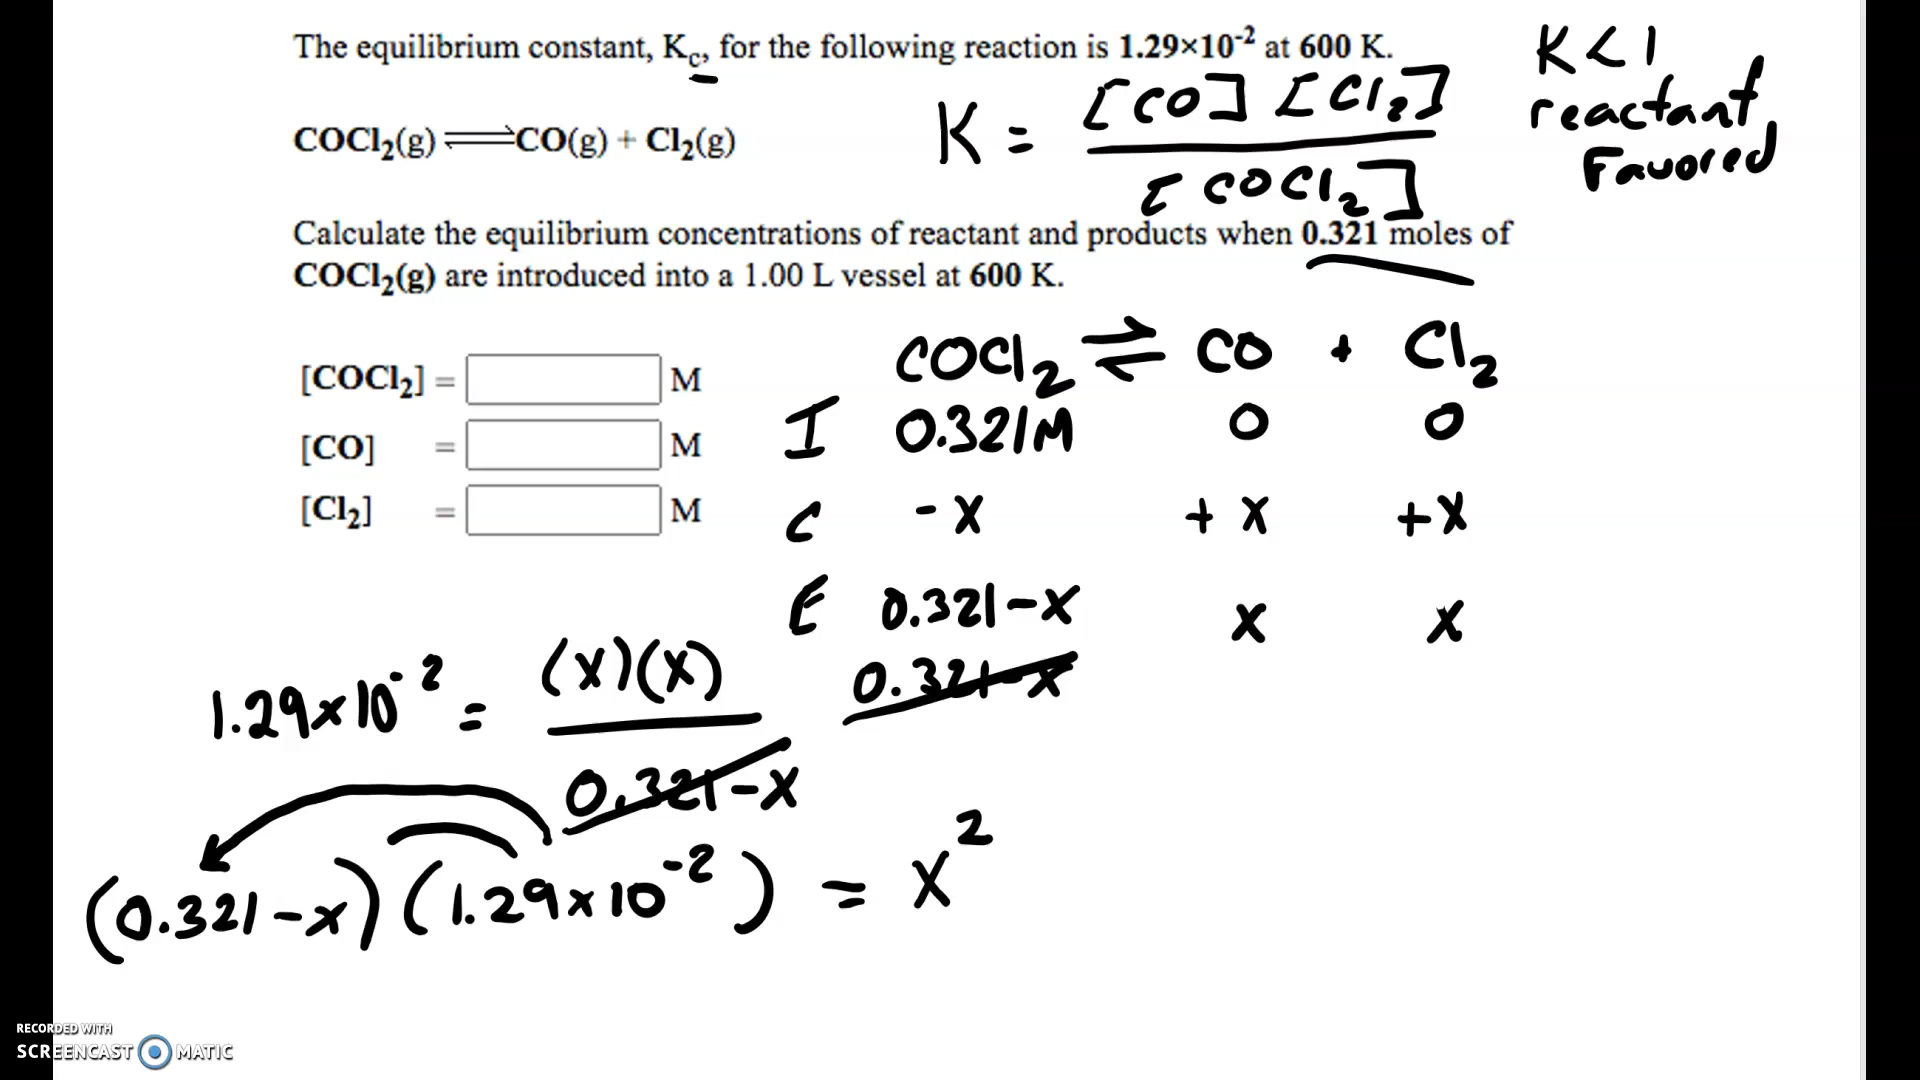 The equilibrium constant, Kc, for the following reaction is 1.29×10⁻² at 600 K.
K < 1
reactant
Favored
COCl₂(g) ⇌ CO(g) + Cl₂(g)
K = [CO] [Cl₂] / [COCl₂]
Calculate the equilibrium concentrations of reactant and products when 0.321 moles of
COCl₂(g) are introduced into a 1.00 L vessel at 600 K.
[COCl₂] = M
[CO] = M
[Cl₂] = M
COCl₂ ⇌ CO + Cl₂
I 0.321M 0 0
C -x +x +x
E 0.321-x x x
0.321-x
1.29×10⁻² = (x)(x) / 0.321-x
(0.321-x)(1.29×10⁻²) = x²
RECORDED WITH
SCREENCAST MATIC